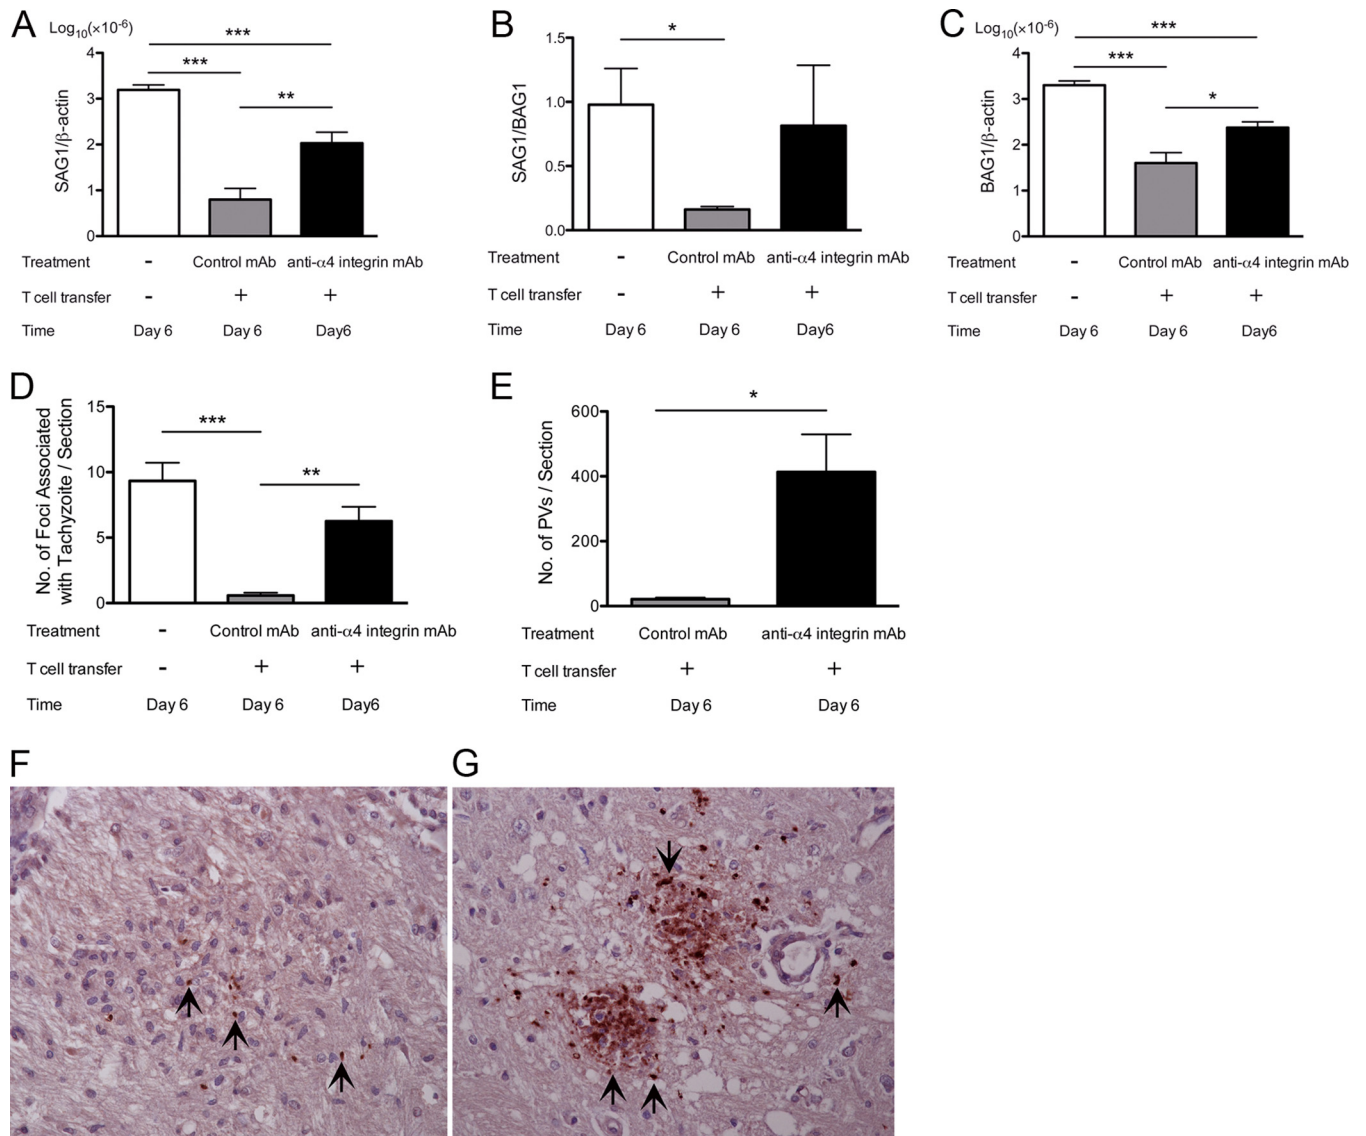 A
Log10(×10-6)
SAG1/β-actin
4
3
2
1
0
***
***
**
Treatment - Control mAb anti-α4 integrin mAb
T cell transfer - + +
Time Day 6 Day 6 Day6
B
SAG1/BAG1
1.5
1.0
0.5
0.0
*
Treatment - Control mAb anti-α4 integrin mAb
T cell transfer - + +
Time Day 6 Day 6 Day6
C
Log10(×10-6)
BAG1/β-actin
4
3
2
1
0
***
***
*
Treatment - Control mAb anti-α4 integrin mAb
T cell transfer - + +
Time Day 6 Day 6 Day6
D
No. of Foci Associated
with Tachyzoite / Section
15
10
5
0
***
**
Treatment - Control mAb anti-α4 integrin mAb
T cell transfer - + +
Time Day 6 Day 6 Day6
E
No. of PVs / Section
600
400
200
0
*
Treatment Control mAb anti-α4 integrin mAb
T cell transfer + +
Time Day 6 Day 6
F
G